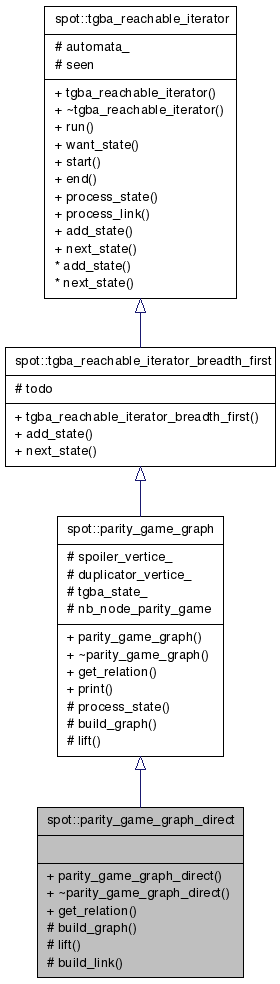 spot::tgba_reachable_iterator
# automata_
# seen
+ tgba_reachable_iterator()
+ ~tgba_reachable_iterator()
+ run()
+ want_state()
+ start()
+ end()
+ process_state()
+ process_link()
+ add_state()
+ next_state()
* add_state()
* next_state()
spot::tgba_reachable_iterator_breadth_first
# todo
+ tgba_reachable_iterator_breadth_first()
+ add_state()
+ next_state()
spot::parity_game_graph
# spoiler_vertice_
# duplicator_vertice_
# tgba_state_
# nb_node_parity_game
+ parity_game_graph()
+ ~parity_game_graph()
+ get_relation()
+ print()
# process_state()
# build_graph()
# lift()
spot::parity_game_graph_direct
+ parity_game_graph_direct()
+ ~parity_game_graph_direct()
+ get_relation()
# build_graph()
# lift()
# build_link()